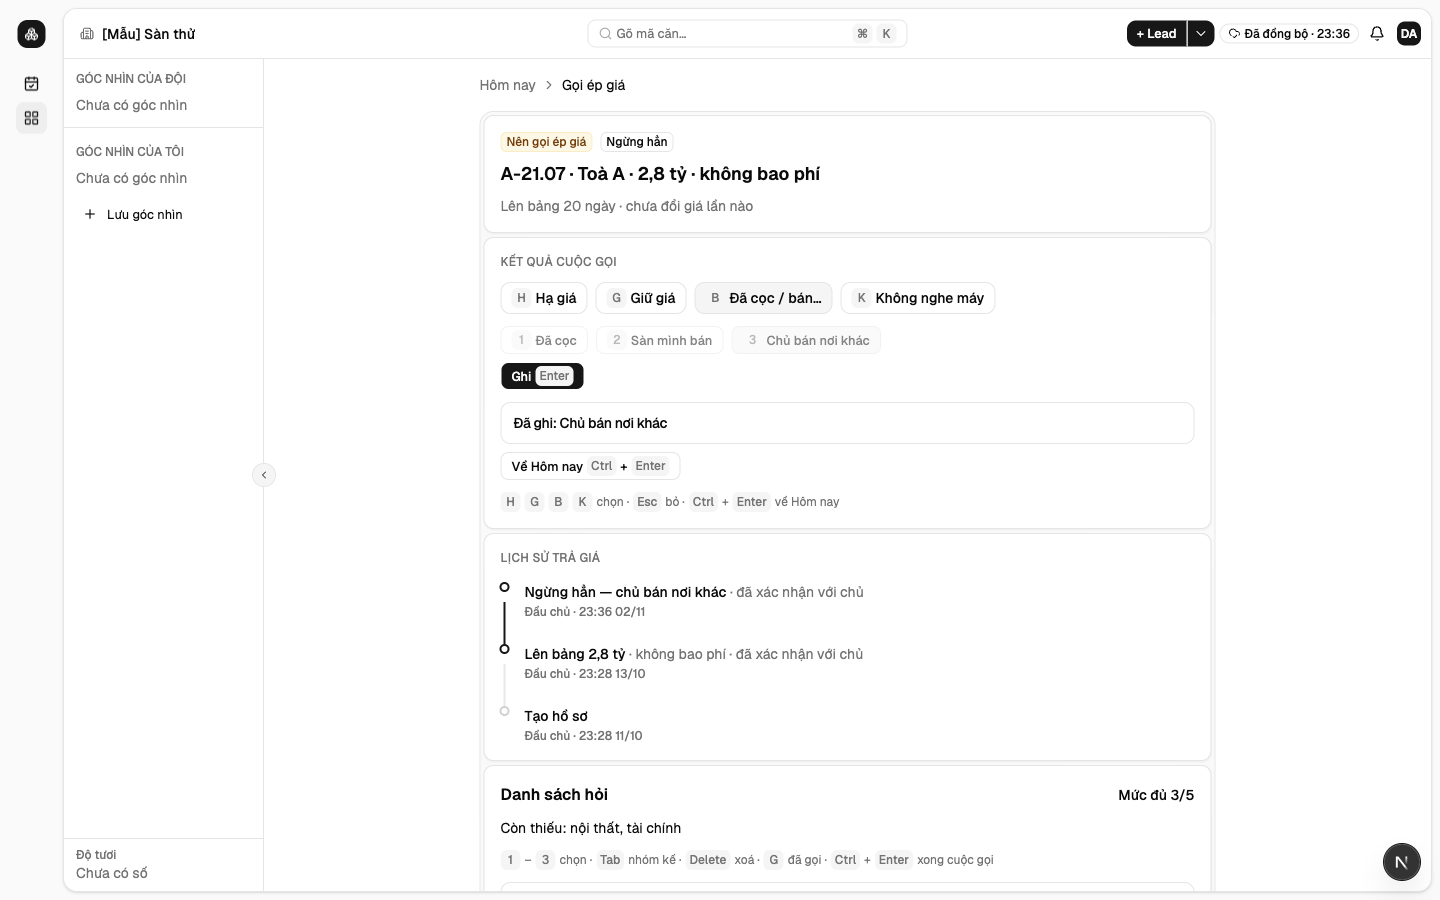 [Mẫu] Sàn thử
Gõ mã căn...
⌘ K
+ Lead
Đã đồng bộ · 23:36
DA
GÓC NHÌN CỦA ĐỘI
Chưa có góc nhìn
GÓC NHÌN CỦA TÔI
Chưa có góc nhìn
+ Lưu góc nhìn
Độ tươi
Chưa có số
Hôm nay > Gọi ép giá
Nên gọi ép giá Ngừng hẳn
A-21.07 · Toà A · 2,8 tỷ · không bao phí
Lên bảng 20 ngày · chưa đổi giá lần nào
KẾT QUẢ CUỘC GỌI
H Hạ giá G Giữ giá B Đã cọc / bán... K Không nghe máy
1 Đã cọc 2 Sàn mình bán 3 Chủ bán nơi khác
Ghi Enter
Đã ghi: Chủ bán nơi khác
Về Hôm nay Ctrl + Enter
H G B K chọn · Esc bỏ · Ctrl + Enter về Hôm nay
LỊCH SỬ TRẢ GIÁ
Ngừng hẳn — chủ bán nơi khác · đã xác nhận với chủ
Đầu chủ · 23:36 02/11
Lên bảng 2,8 tỷ · không bao phí · đã xác nhận với chủ
Đầu chủ · 23:28 13/10
Tạo hồ sơ
Đầu chủ · 23:28 11/10
Danh sách hỏi
Mức đủ 3/5
Còn thiếu: nội thất, tài chính
1 – 3 chọn · Tab nhóm kế · Delete xoá · G đã gọi · Ctrl + Enter xong cuộc gọi
N